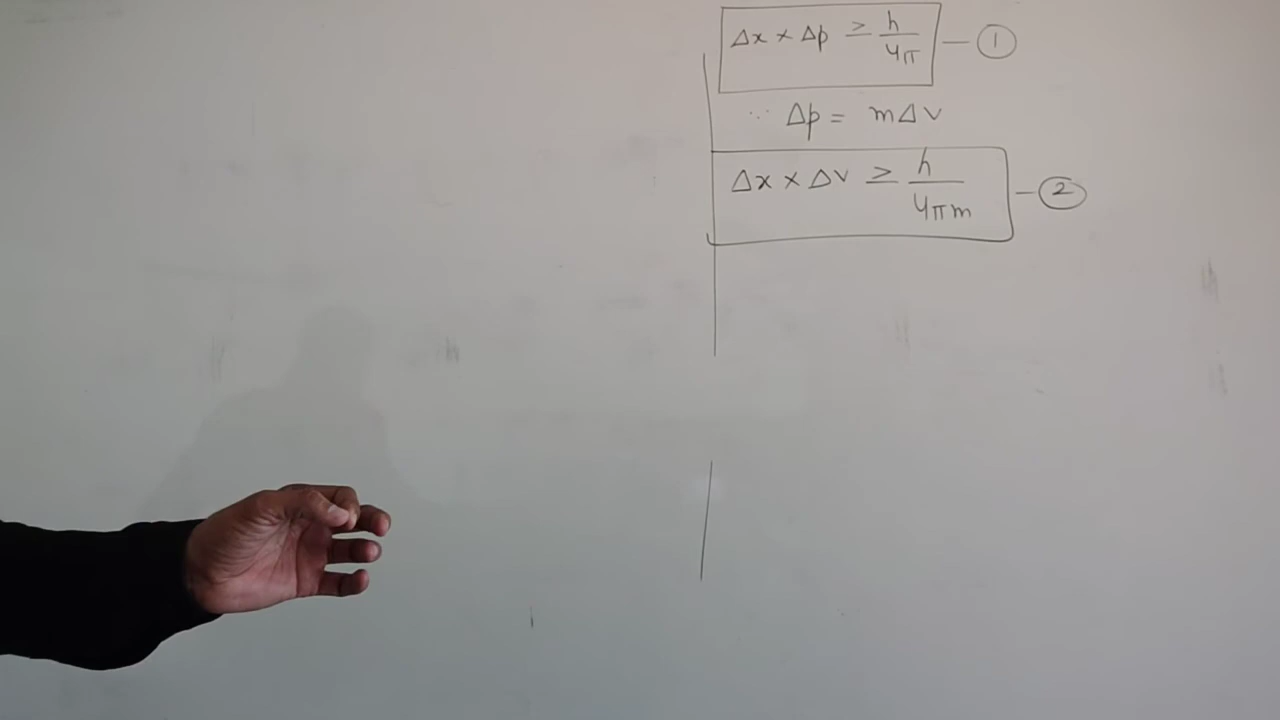 Δx × Δp ≥ h/4π — ①
∵ Δp = mΔv
Δx × Δv ≥ h/4πm — ②